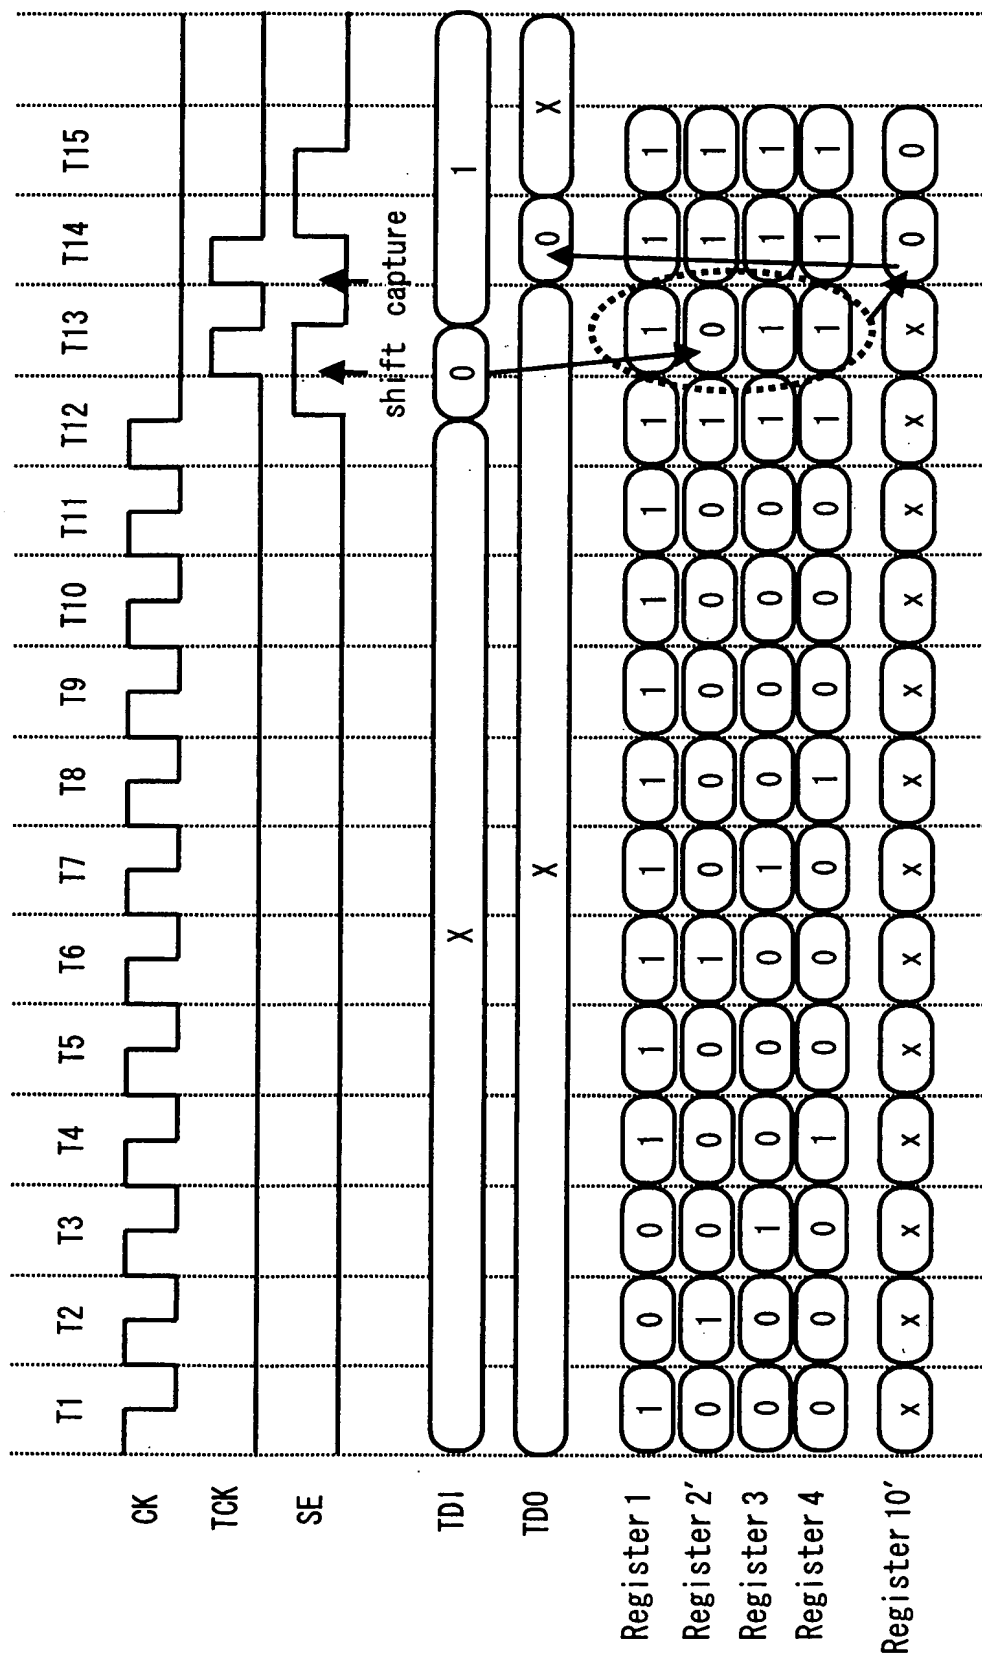 T1 T2 T3 T4 T5 T6 T7 T8 T9 T10 T11 T12 T13 T14 T15
CK
TCK
SE
shift capture
TDI X 0 1
TDO X 0 X
Register 1 1 0 0 1 1 1 1 1 1 1 1 1 1 1 1
Register 2' 0 1 0 0 0 1 0 0 0 0 0 1 0 1 1
Register 3 0 0 1 0 0 0 1 0 0 0 0 1 1 1 1
Register 4 0 0 0 1 0 0 0 1 0 0 0 1 1 1 1
Register 10' X X X X X X X X X X X X X 0 0